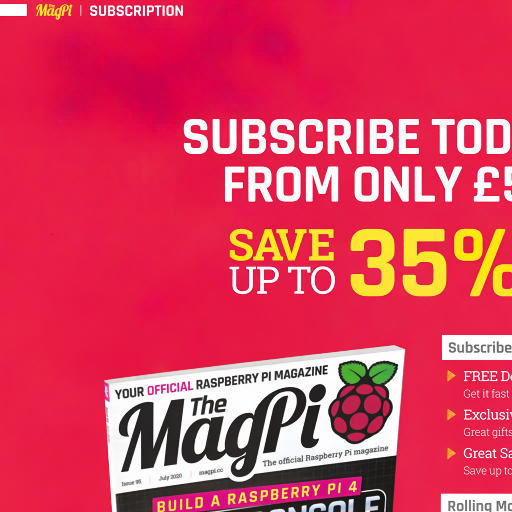 The MagPi | SUBSCRIPTION
SUBSCRIBE TOD
FROM ONLY £5
SAVE
UP TO 35%
Subscribe
FREE De
Get it fast
Exclusiv
Great gifts
Great Sa
Save up to
Rolling Mo
YOUR OFFICIAL RASPBERRY PI MAGAZINE
The
MagPi
Issue 95 | July 2020 | magpi.cc
The official Raspberry Pi magazine
BUILD A RASPBERRY PI 4
CONSOLE